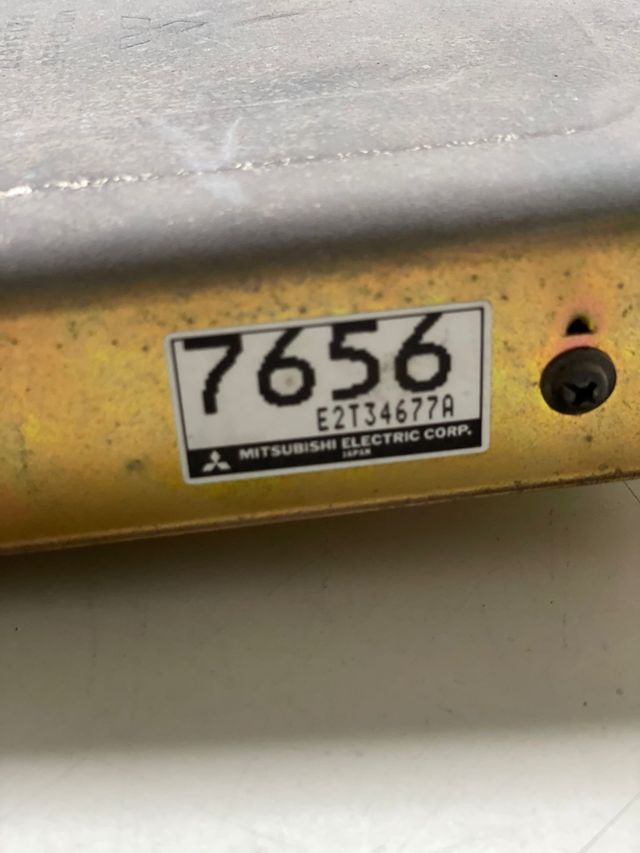 7656
E2T34677A
MITSUBISHI ELECTRIC CORP.
JAPAN